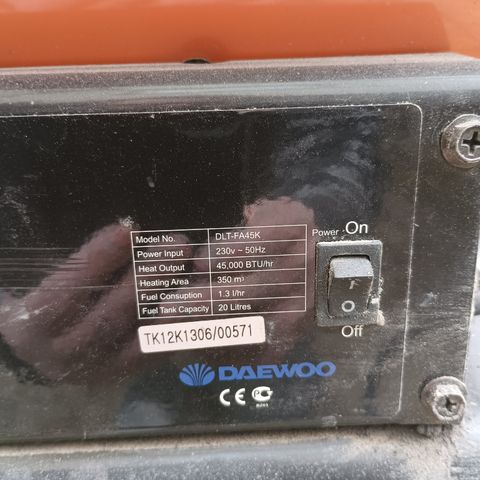 Model No. DLT-FA45K
Power Input 230v ~ 50Hz
Heat Output 45,000 BTU/hr
Heating Area 350 m³
Fuel Consuption 1.3 l/hr
Fuel Tank Capacity 20 Litres
TK12K1306/00571
Power On
Off
DAEWOO
CE